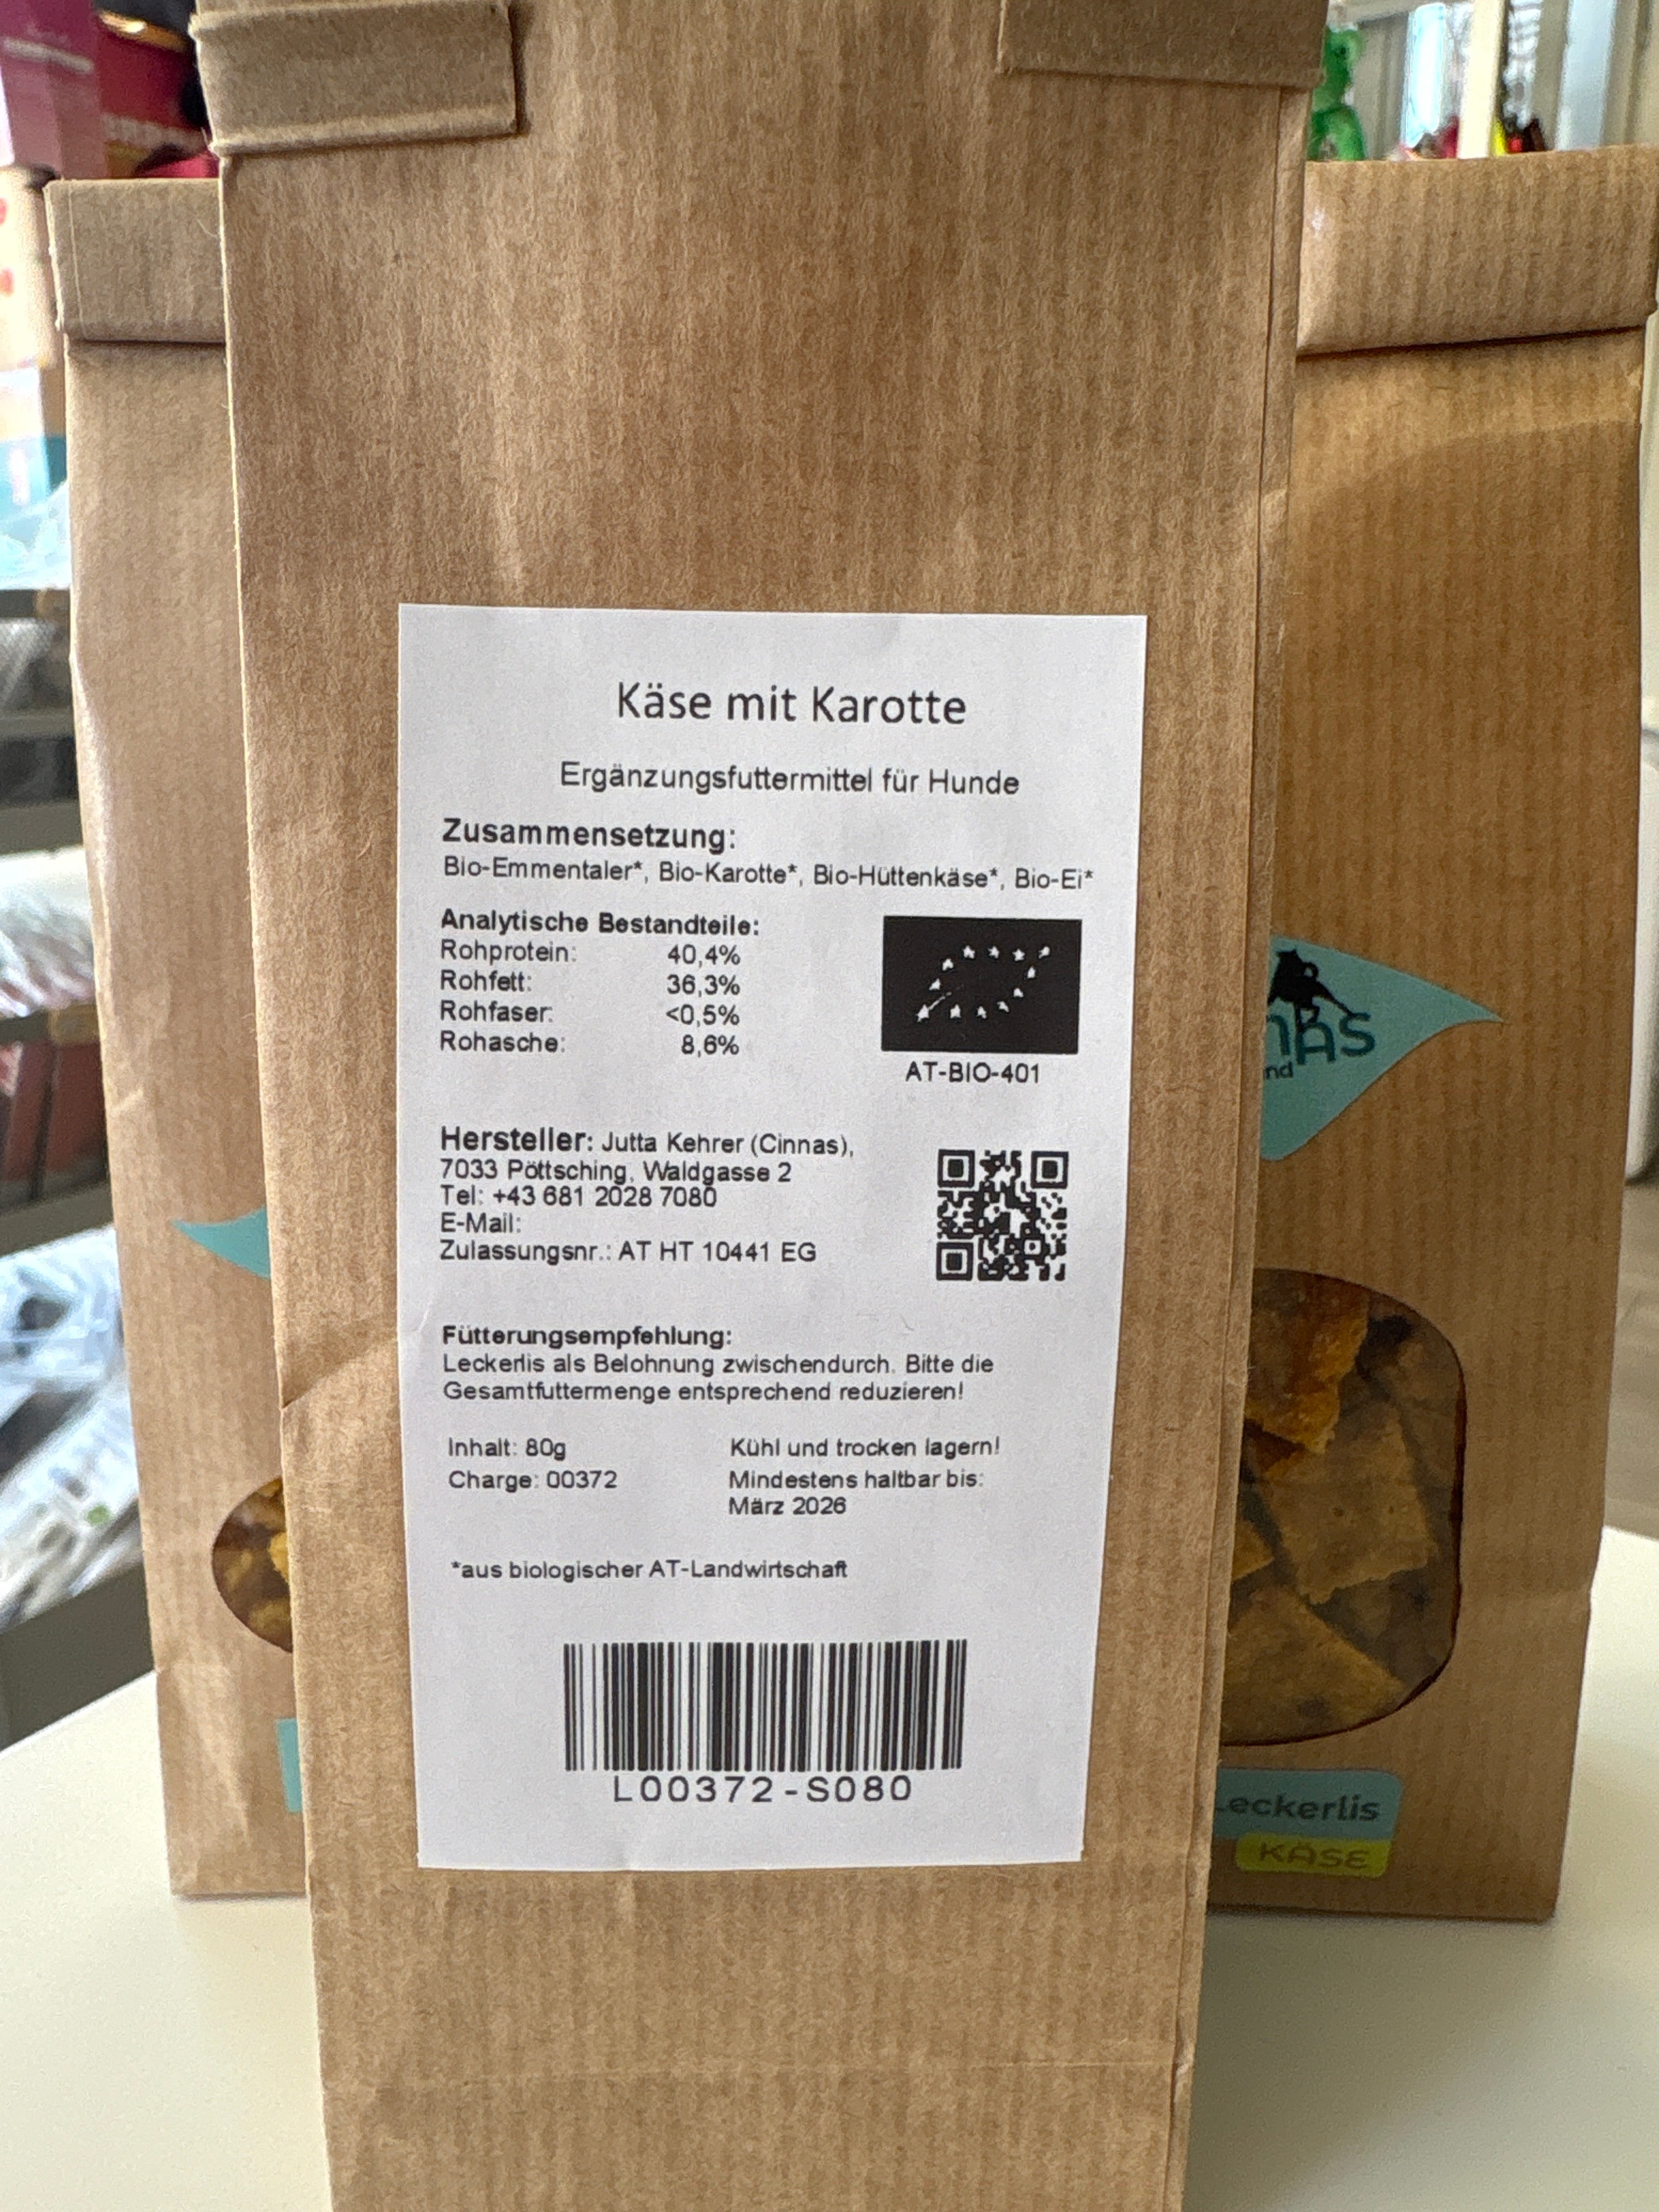 Käse mit Karotte
Ergänzungsfuttermittel für Hunde
Zusammensetzung:
Bio-Emmentaler*, Bio-Karotte*, Bio-Hüttenkäse*, Bio-Ei*
Analytische Bestandteile:
Rohprotein: 40,4%
Rohfett: 36,3%
Rohfaser: <0,5%
Rohasche: 8,6%
AT-BIO-401
Hersteller: Jutta Kehrer (Cinnas),
7033 Pöttsching, Waldgasse 2
Tel: +43 681 2028 7080
E-Mail:
Zulassungsnr.: AT HT 10441 EG
Fütterungsempfehlung:
Leckerlis als Belohnung zwischendurch. Bitte die
Gesamtfuttermenge entsprechend reduzieren!
Inhalt: 80g
Charge: 00372
Kühl und trocken lagern!
Mindestens haltbar bis:
März 2026
*aus biologischer AT-Landwirtschaft
L00372-S080
nAS
nd
Leckerlis
KÄSE